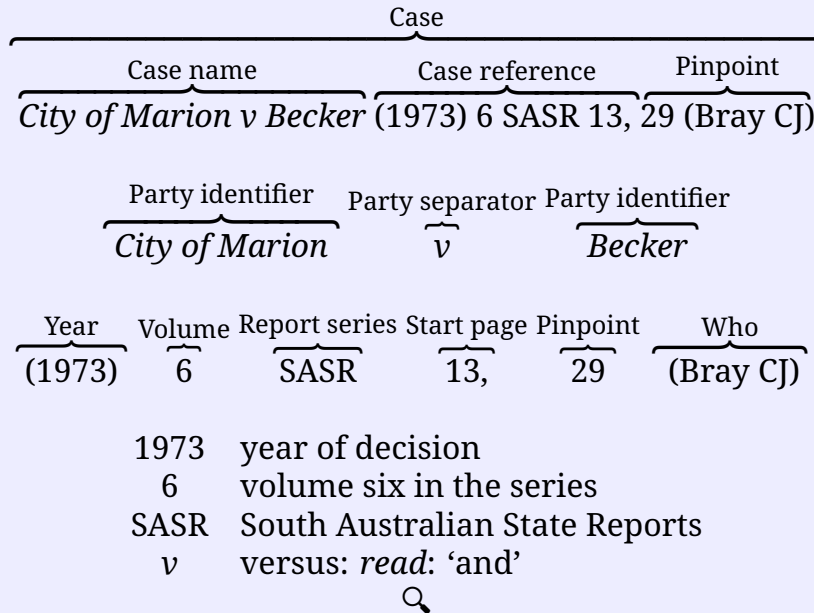 Case
Case name Case reference Pinpoint
City of Marion v Becker (1973) 6 SASR 13, 29 (Bray CJ)
Party identifier Party separator Party identifier
City of Marion v Becker
Year Volume Report series Start page Pinpoint Who
(1973) 6 SASR 13, 29 (Bray CJ)
1973 year of decision
6 volume six in the series
SASR South Australian State Reports
v versus: read: ‘and’